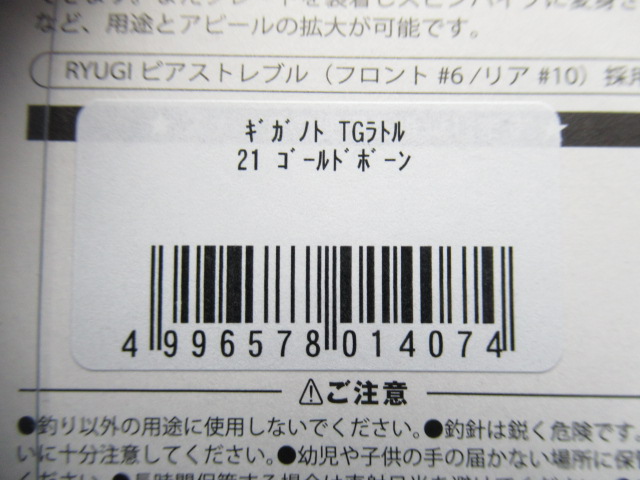 など、用途とアピールの拡大が可能です。
RYUGI ピアストレブル（フロント #6 /リア #10）採用
ｷﾞｶﾞﾉﾄ TGﾗﾄﾙ
21 ｺﾞｰﾙﾄﾞﾎﾞｰﾝ
4 996578 014074
⚠ご注意
●釣り以外の用途に使用しないでください。●釣針は鋭く危険です。
いに十分注意してください。●幼児や子供の手の届かない場所に保管